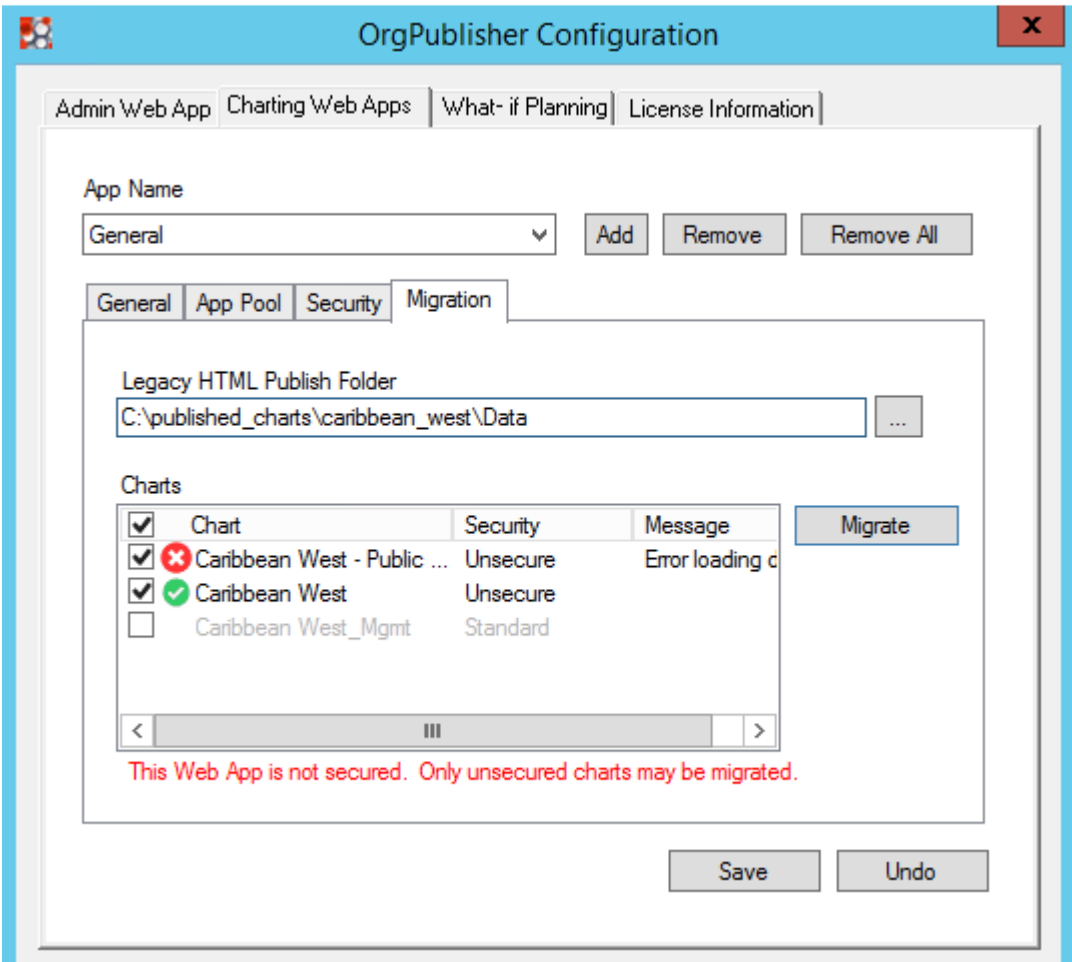 OrgPublisher Configuration
x
Admin Web App Charting Web Apps What- if Planning License Information
App Name
General Add Remove Remove All
General App Pool Security Migration
Legacy HTML Publish Folder
C:\published_charts\caribbean_west\Data ...
Charts
Chart Security Message Migrate
Caribbean West - Public ... Unsecure Error loading d
Caribbean West Unsecure
Caribbean West_Mgmt Standard
This Web App is not secured. Only unsecured charts may be migrated.
Save Undo